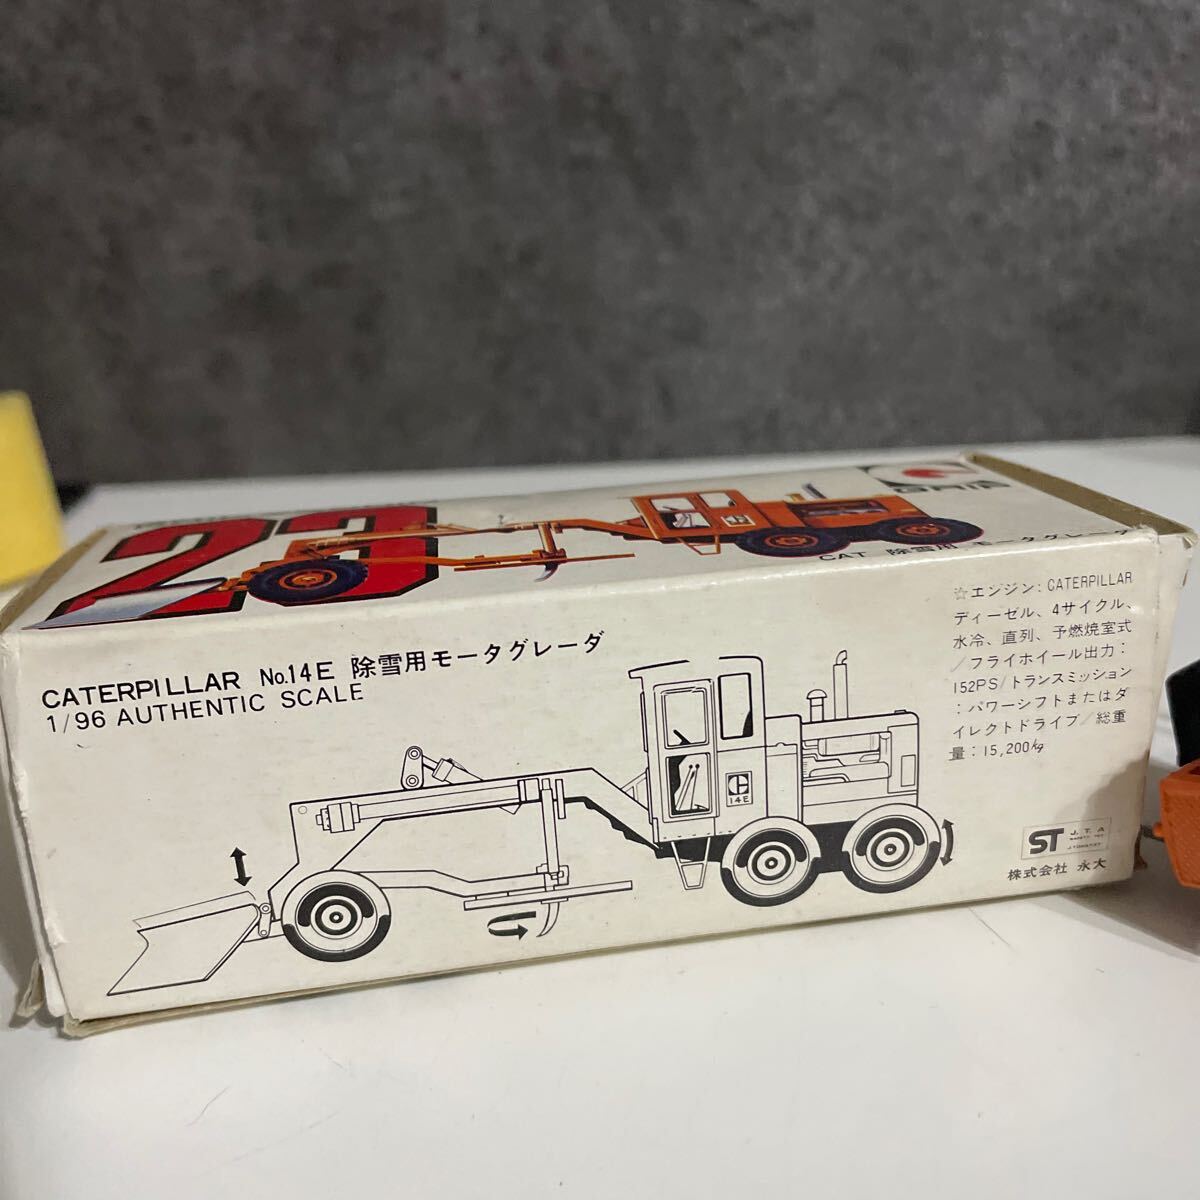 23
GAIA
CAT 除雪用 モータグレーダ
CATERPILLAR No.14E 除雪用モータグレーダ
1/96 AUTHENTIC SCALE
☆エンジン:CATERPILLAR
ディーゼル、4サイクル、
水冷、直列、予燃焼室式
/フライホイール出力:
152PS/トランスミッション
:パワーシフトまたはダ
イレクトドライブ/総重
量:15,200kg
14E
ST
J.T.A
株式会社 永大